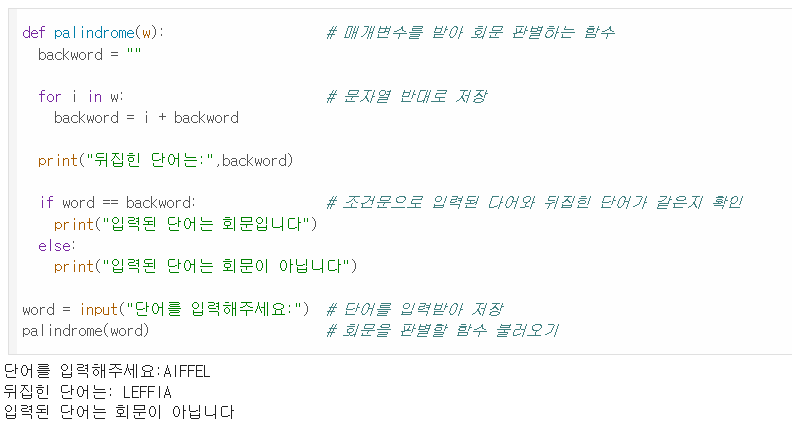 def palindrome(w): # 매개변수를 받아 회문 판별하는 함수
backword = ""
for i in w: # 문자열 반대로 저장
backword = i + backword
print("뒤집힌 단어는:",backword)
if word == backword: # 조건문으로 입력된 다어와 뒤집힌 단어가 같은지 확인
print("입력된 단어는 회문입니다")
else:
print("입력된 단어는 회문이 아닙니다")
word = input("단어를 입력해주세요:") # 단어를 입력받아 저장
palindrome(word) # 회문을 판별할 함수 불러오기
단어를 입력해주세요:AIFFEL
뒤집힌 단어는: LEFFIA
입력된 단어는 회문이 아닙니다